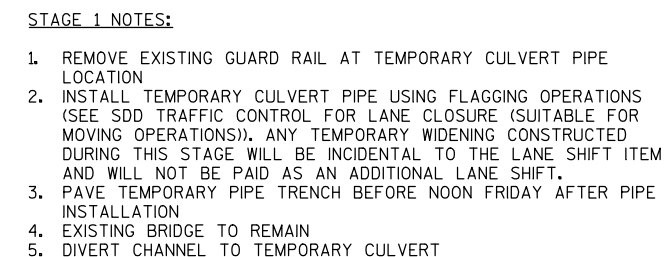 STAGE 1 NOTES:
1. REMOVE EXISTING GUARD RAIL AT TEMPORARY CULVERT PIPE
LOCATION
2. INSTALL TEMPORARY CULVERT PIPE USING FLAGGING OPERATIONS
(SEE SDD TRAFFIC CONTROL FOR LANE CLOSURE (SUITABLE FOR
MOVING OPERATIONS)). ANY TEMPORARY WIDENING CONSTRUCTED
DURING THIS STAGE WILL BE INCIDENTAL TO THE LANE SHIFT ITEM
AND WILL NOT BE PAID AS AN ADDITIONAL LANE SHIFT.
3. PAVE TEMPORARY PIPE TRENCH BEFORE NOON FRIDAY AFTER PIPE
INSTALLATION
4. EXISTING BRIDGE TO REMAIN
5. DIVERT CHANNEL TO TEMPORARY CULVERT